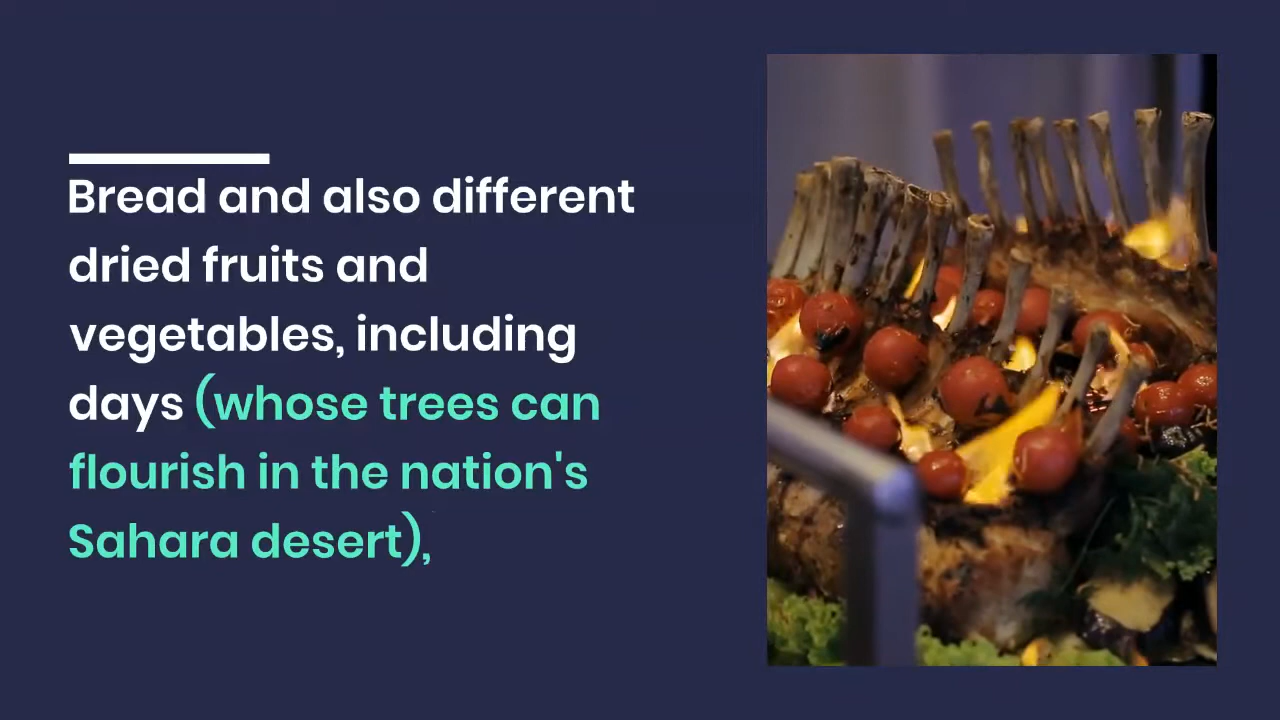 Bread and also different
dried fruits and
vegetables, including
days (whose trees can
flourish in the nation's
Sahara desert),